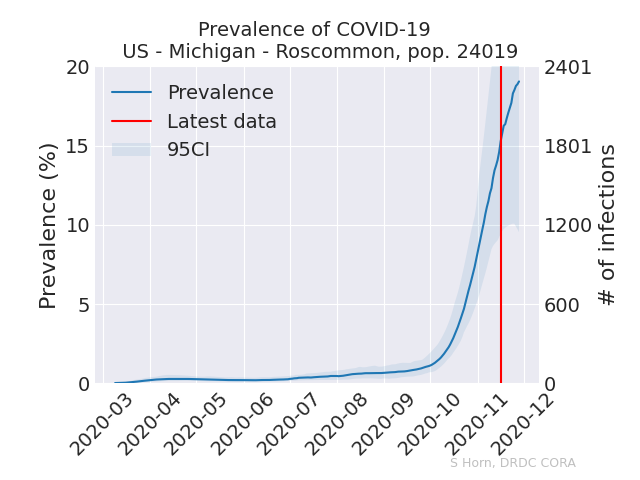 Prevalence of COVID-19
US - Michigan - Roscommon, pop. 24019
Prevalence
Latest data
95CI
Prevalence (%)
20
15
10
5
0
2401
1801
1200
600
0
# of infections
2020-03
2020-04
2020-05
2020-06
2020-07
2020-08
2020-09
2020-10
2020-11
2020-12
S Horn, DRDC CORA